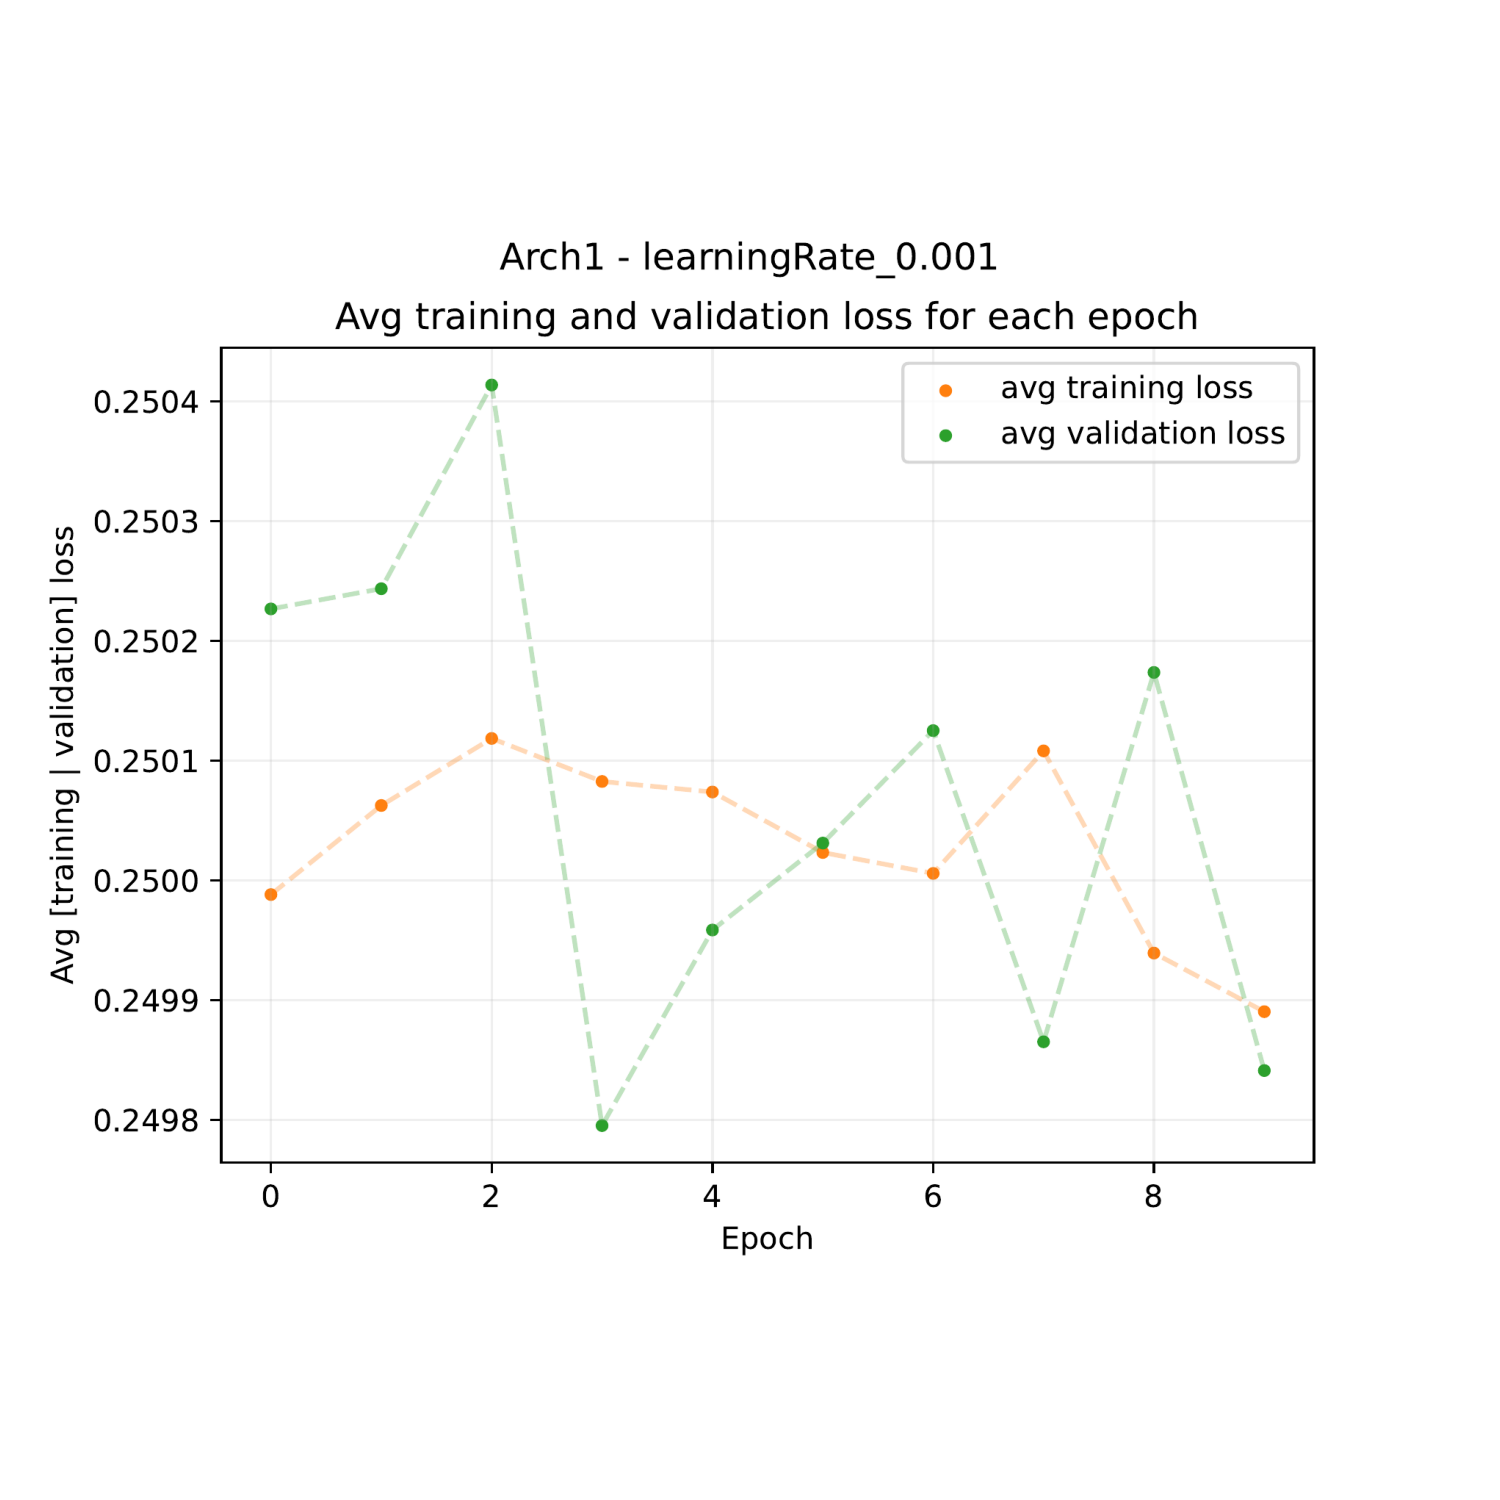 Arch1 - learningRate_0.001
Avg training and validation loss for each epoch
avg training loss
avg validation loss
Avg [training | validation] loss
0.2504
0.2503
0.2502
0.2501
0.2500
0.2499
0.2498
0 2 4 6 8
Epoch